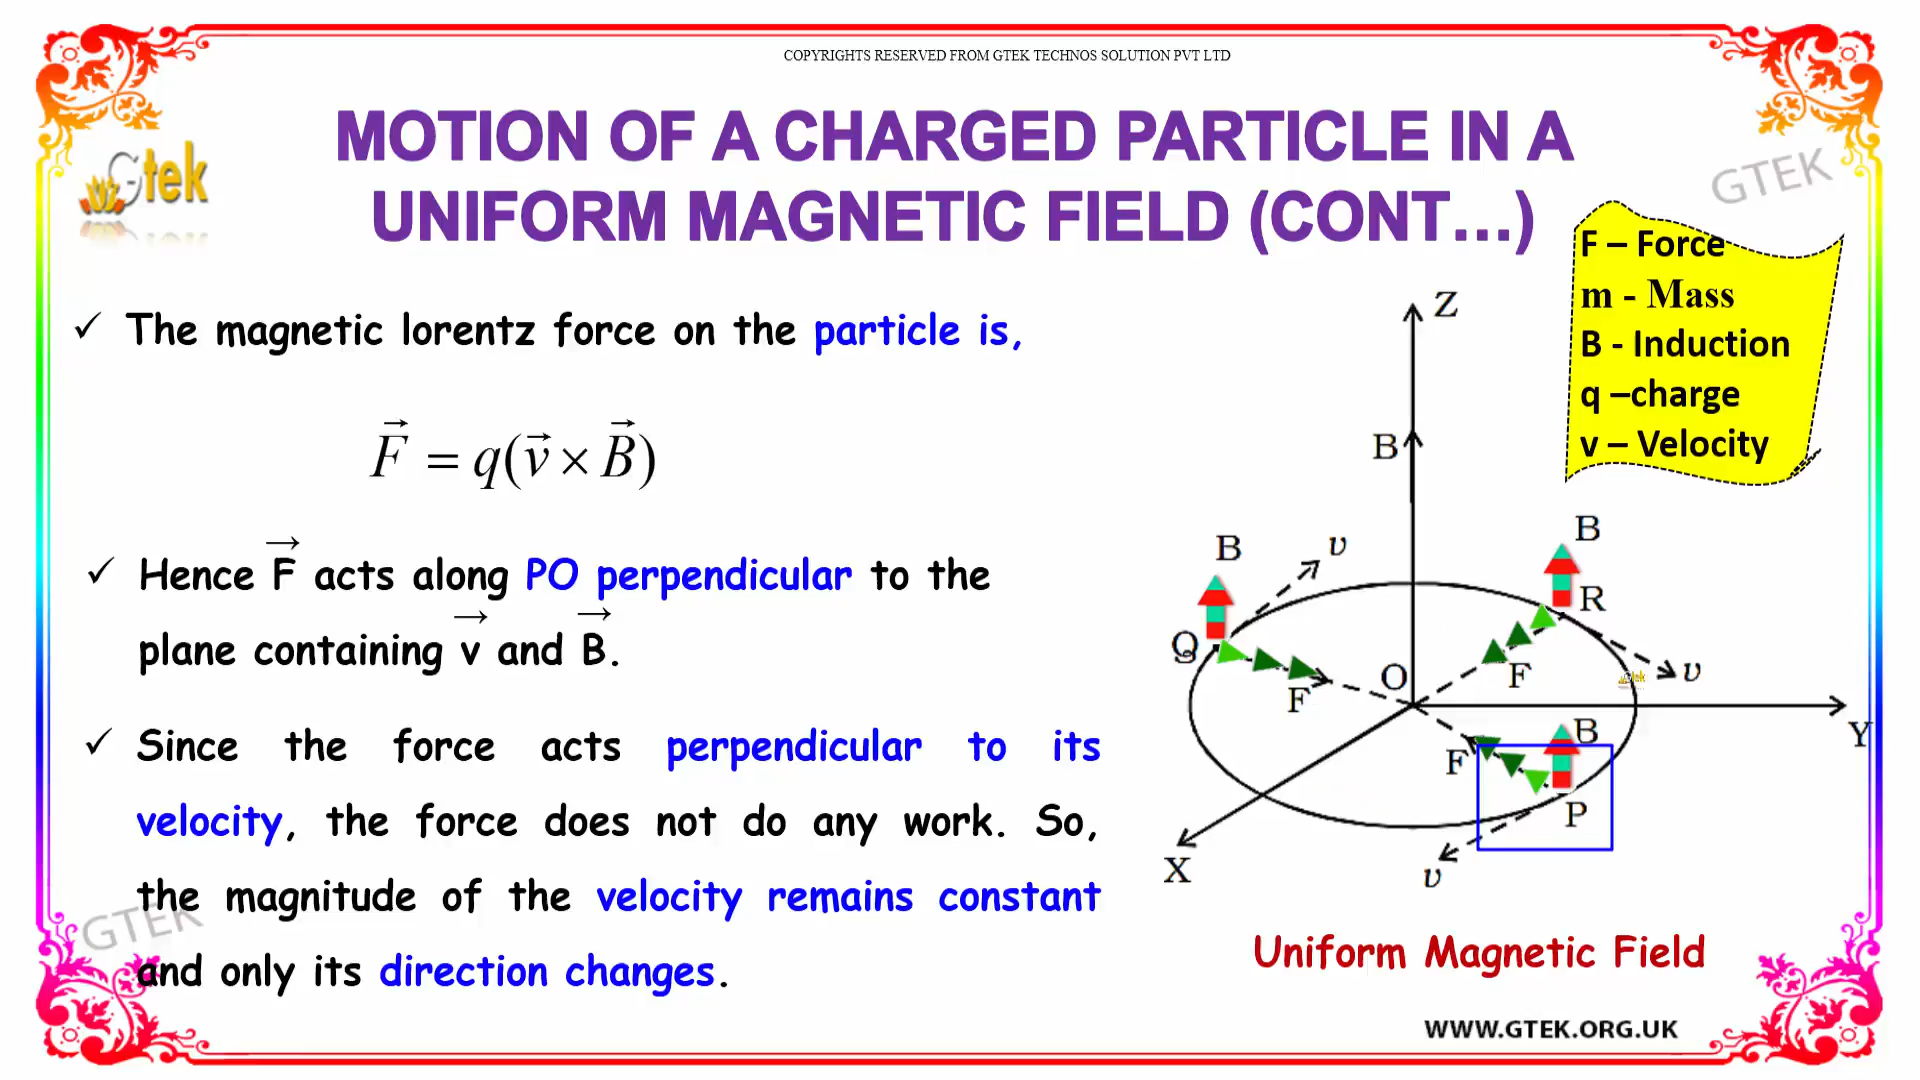 COPYRIGHTS RESERVED FROM GTEK TECHNOS SOLUTION PVT LTD
Gtek
GTEK
MOTION OF A CHARGED PARTICLE IN A
UNIFORM MAGNETIC FIELD (CONT...)
F – Force
m - Mass
B - Induction
q –charge
v – Velocity
✓ The magnetic lorentz force on the particle is,
F⃗ = q(v⃗ × B⃗)
✓ Hence F⃗ acts along PO perpendicular to the
plane containing v⃗ and B⃗.
✓ Since the force acts perpendicular to its
velocity, the force does not do any work. So,
the magnitude of the velocity remains constant
and only its direction changes.
GTEK
Z
B
B
υ
B
R
Q
O
F
F
υ
Gtek
Y
B
F
P
X
υ
Uniform Magnetic Field
WWW.GTEK.ORG.UK